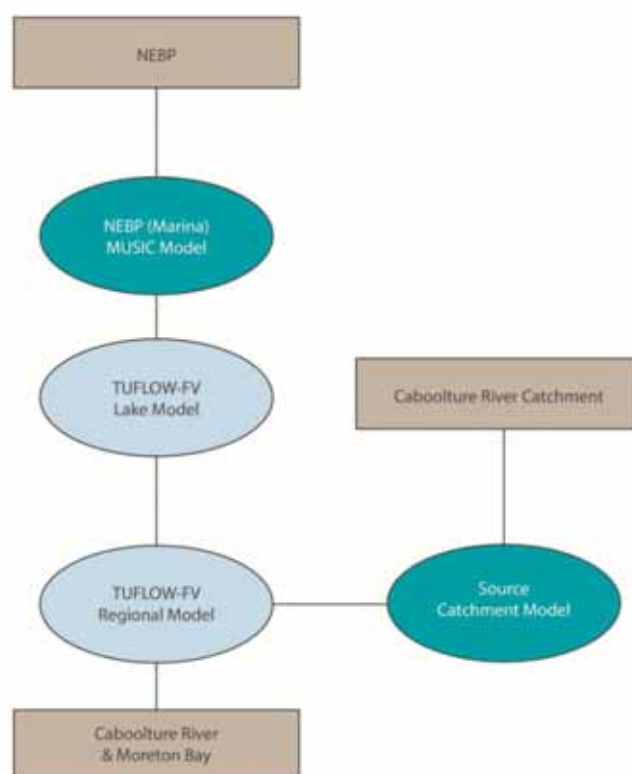 NEBP
NEBP (Marina)
MUSIC Model
TUFLOW-FV
Lake Model
Caboolture River Catchment
TUFLOW-FV
Regional Model
Source
Catchment Model
Caboolture River
& Moreton Bay